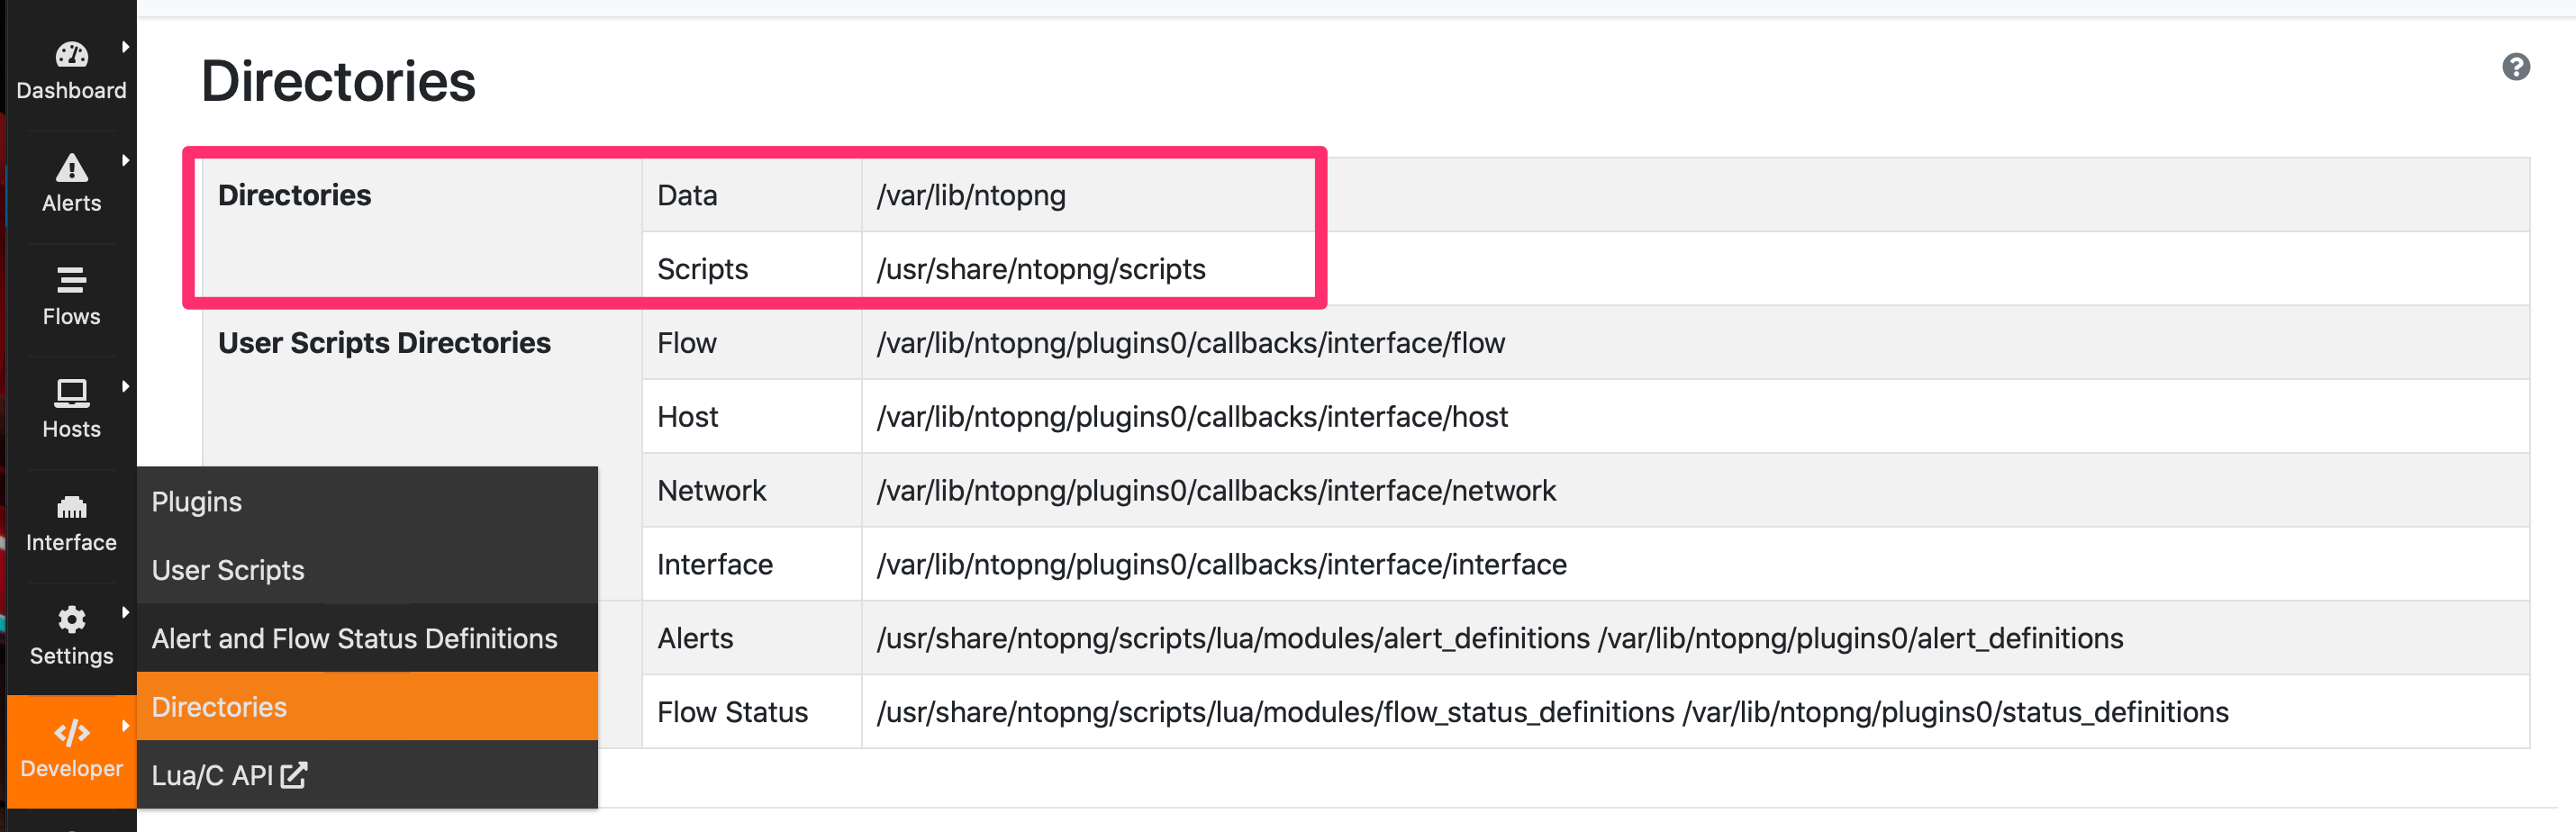 Dashboard
Alerts
Flows
Hosts
Interface
Settings
Developer
Plugins
User Scripts
Alert and Flow Status Definitions
Directories
Lua/C API
Directories
?
Directories Data /var/lib/ntopng
Scripts /usr/share/ntopng/scripts
User Scripts Directories Flow /var/lib/ntopng/plugins0/callbacks/interface/flow
Host /var/lib/ntopng/plugins0/callbacks/interface/host
Network /var/lib/ntopng/plugins0/callbacks/interface/network
Interface /var/lib/ntopng/plugins0/callbacks/interface/interface
Alerts /usr/share/ntopng/scripts/lua/modules/alert_definitions /var/lib/ntopng/plugins0/alert_definitions
Flow Status /usr/share/ntopng/scripts/lua/modules/flow_status_definitions /var/lib/ntopng/plugins0/status_definitions